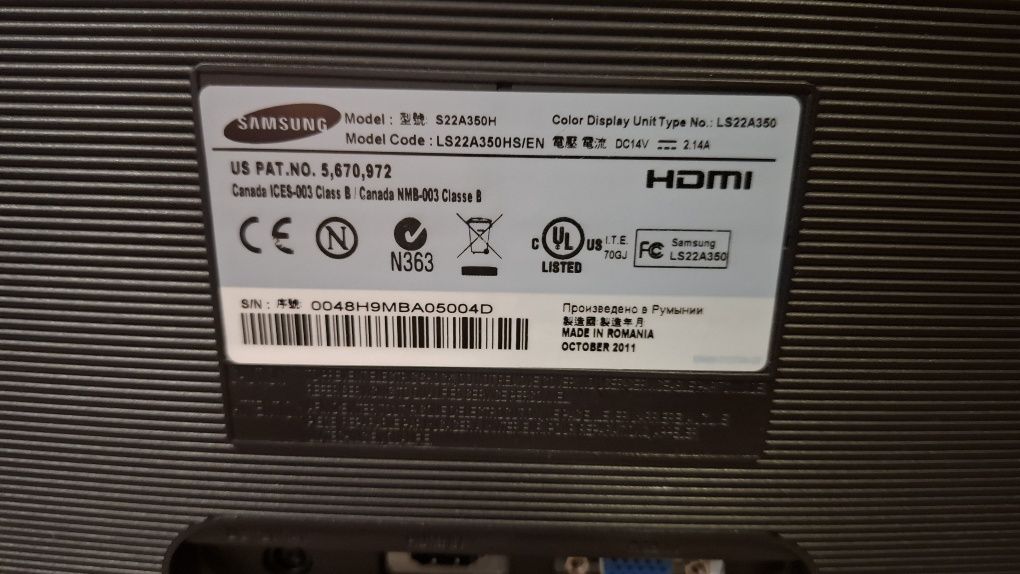 SAMSUNG
Model : 型號: S22A350H
Color Display Unit Type No.: LS22A350
Model Code : LS22A350HS/EN 電壓 電流 DC14V 2.14A
US PAT.NO. 5,670,972
Canada ICES-003 Class B / Canada NMB-003 Classe B
HDMI
CE
N
N363
C UL US
LISTED
I.T.E.
70GJ
FC
Samsung
LS22A350
S/N : 序號: 0048H9MBA05004D
Произведено в Румынии
製造國 製造年月
MADE IN ROMANIA
OCTOBER 2011